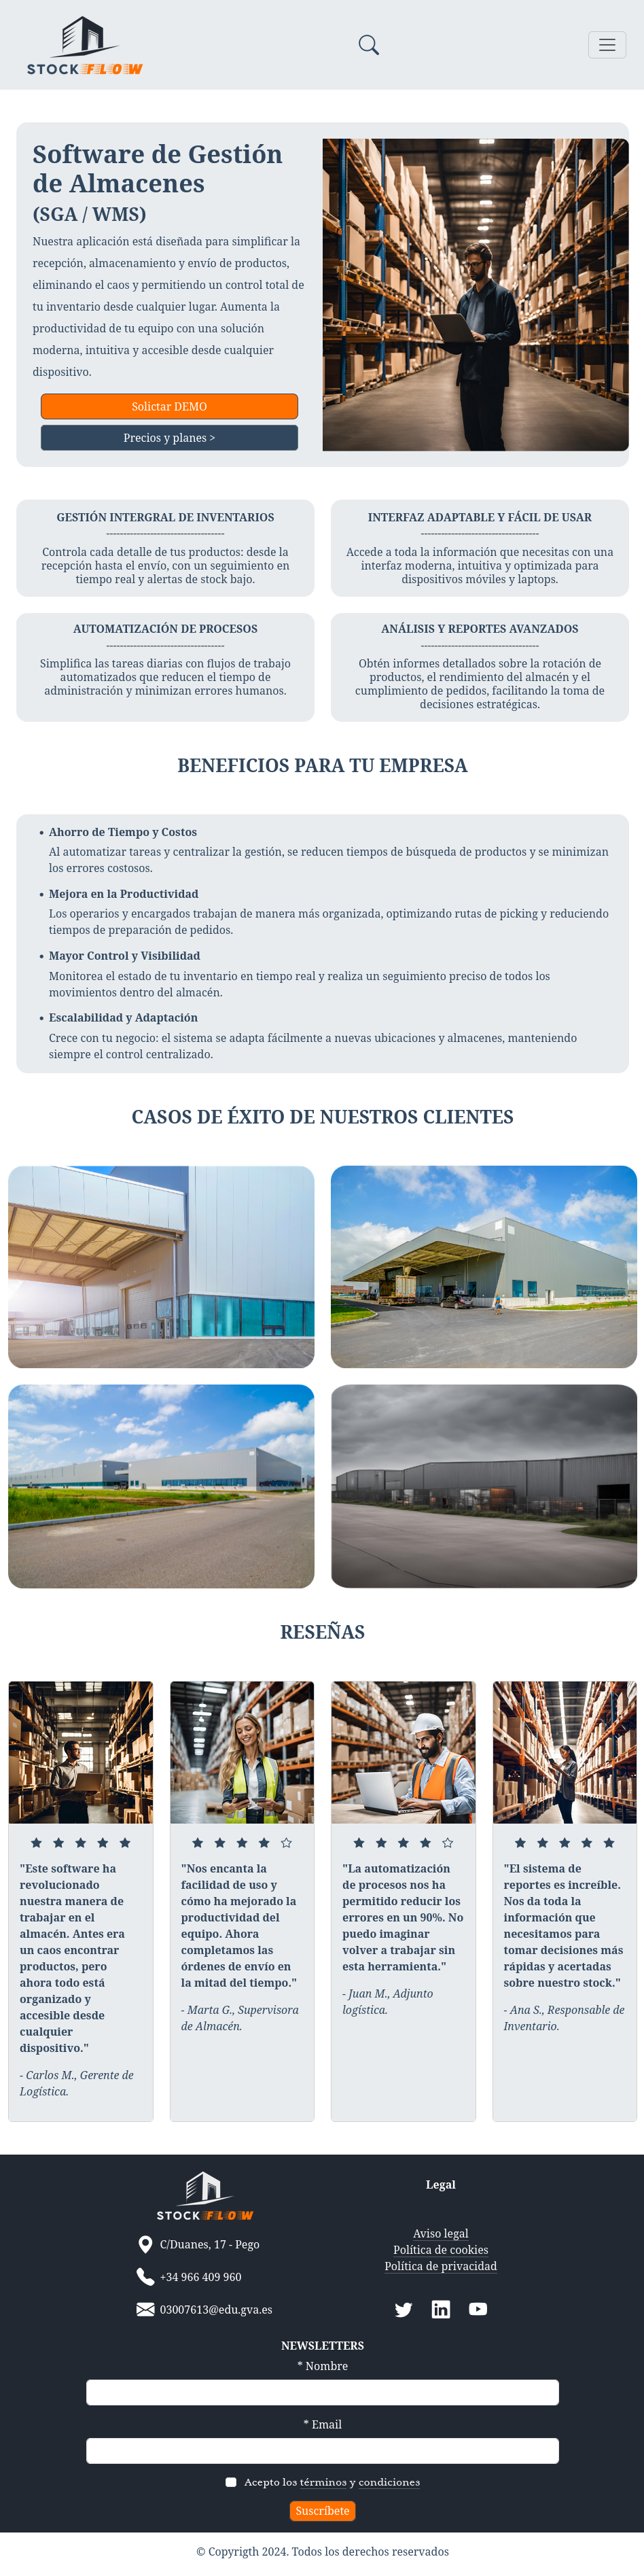 STOCK FLOW
Software de Gestión
de Almacenes
(SGA / WMS)
Nuestra aplicación está diseñada para simplificar la
recepción, almacenamiento y envío de productos,
eliminando el caos y permitiendo un control total de
tu inventario desde cualquier lugar. Aumenta la
productividad de tu equipo con una solución
moderna, intuitiva y accesible desde cualquier
dispositivo.
Solictar DEMO
Precios y planes >
GESTIÓN INTERGRAL DE INVENTARIOS
-----------------------------------
Controla cada detalle de tus productos: desde la
recepción hasta el envío, con un seguimiento en
tiempo real y alertas de stock bajo.
INTERFAZ ADAPTABLE Y FÁCIL DE USAR
-----------------------------------
Accede a toda la información que necesitas con una
interfaz moderna, intuitiva y optimizada para
dispositivos móviles y laptops.
AUTOMATIZACIÓN DE PROCESOS
-----------------------------------
Simplifica las tareas diarias con flujos de trabajo
automatizados que reducen el tiempo de
administración y minimizan errores humanos.
ANÁLISIS Y REPORTES AVANZADOS
-----------------------------------
Obtén informes detallados sobre la rotación de
productos, el rendimiento del almacén y el
cumplimiento de pedidos, facilitando la toma de
decisiones estratégicas.
BENEFICIOS PARA TU EMPRESA
• Ahorro de Tiempo y Costos
Al automatizar tareas y centralizar la gestión, se reducen tiempos de búsqueda de productos y se minimizan
los errores costosos.
• Mejora en la Productividad
Los operarios y encargados trabajan de manera más organizada, optimizando rutas de picking y reduciendo
tiempos de preparación de pedidos.
• Mayor Control y Visibilidad
Monitorea el estado de tu inventario en tiempo real y realiza un seguimiento preciso de todos los
movimientos dentro del almacén.
• Escalabilidad y Adaptación
Crece con tu negocio: el sistema se adapta fácilmente a nuevas ubicaciones y almacenes, manteniendo
siempre el control centralizado.
CASOS DE ÉXITO DE NUESTROS CLIENTES
RESEÑAS
"Este software ha
revolucionado
nuestra manera de
trabajar en el
almacén. Antes era
un caos encontrar
productos, pero
ahora todo está
organizado y
accesible desde
cualquier
dispositivo."
- Carlos M., Gerente de
Logística.
"Nos encanta la
facilidad de uso y
cómo ha mejorado la
productividad del
equipo. Ahora
completamos las
órdenes de envío en
la mitad del tiempo."
- Marta G., Supervisora
de Almacén.
"La automatización
de procesos nos ha
permitido reducir los
errores en un 90%. No
puedo imaginar
volver a trabajar sin
esta herramienta."
- Juan M., Adjunto
logística.
"El sistema de
reportes es increíble.
Nos da toda la
información que
necesitamos para
tomar decisiones más
rápidas y acertadas
sobre nuestro stock."
- Ana S., Responsable de
Inventario.
STOCK FLOW
C/Duanes, 17 - Pego
+34 966 409 960
03007613@edu.gva.es
Legal
Aviso legal
Política de cookies
Política de privacidad
NEWSLETTERS
* Nombre
* Email
Acepto los términos y condiciones
Suscríbete
© Copyrigth 2024. Todos los derechos reservados